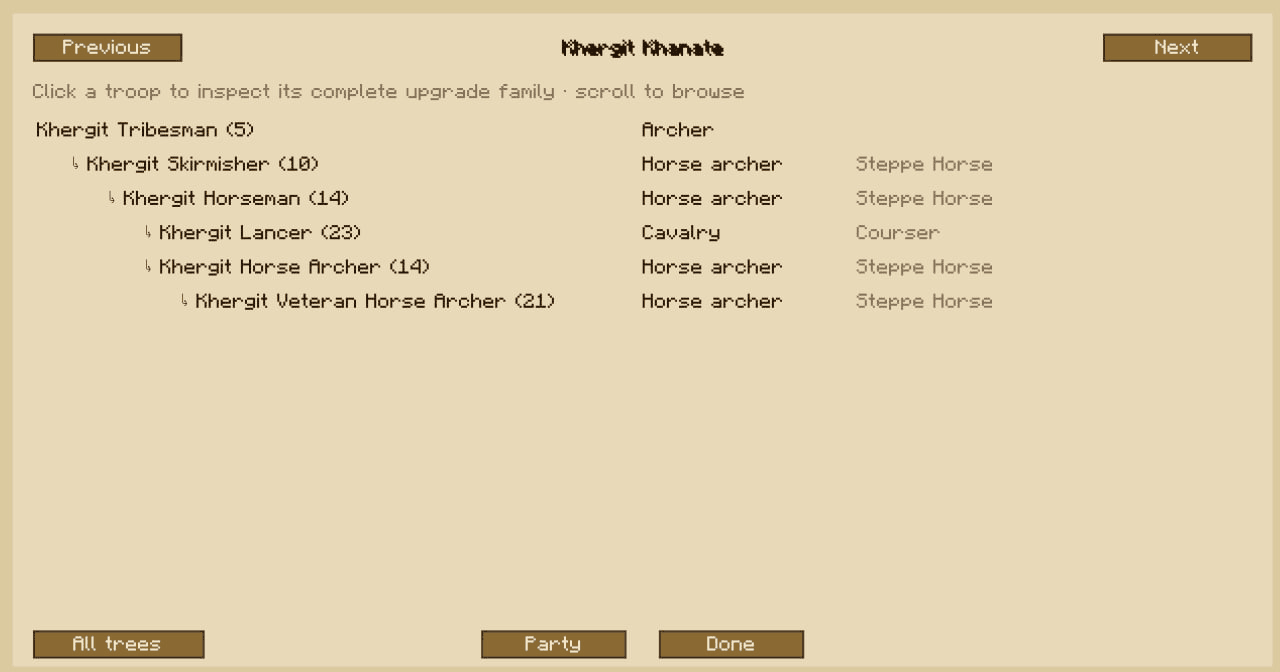 Previous
Khergit Khanate
Next
Click a troop to inspect its complete upgrade family · scroll to browse
Khergit Tribesman (5) Archer
↳ Khergit Skirmisher (10) Horse archer Steppe Horse
↳ Khergit Horseman (14) Horse archer Steppe Horse
↳ Khergit Lancer (23) Cavalry Courser
↳ Khergit Horse Archer (14) Horse archer Steppe Horse
↳ Khergit Veteran Horse Archer (21) Horse archer Steppe Horse
All trees
Party
Done